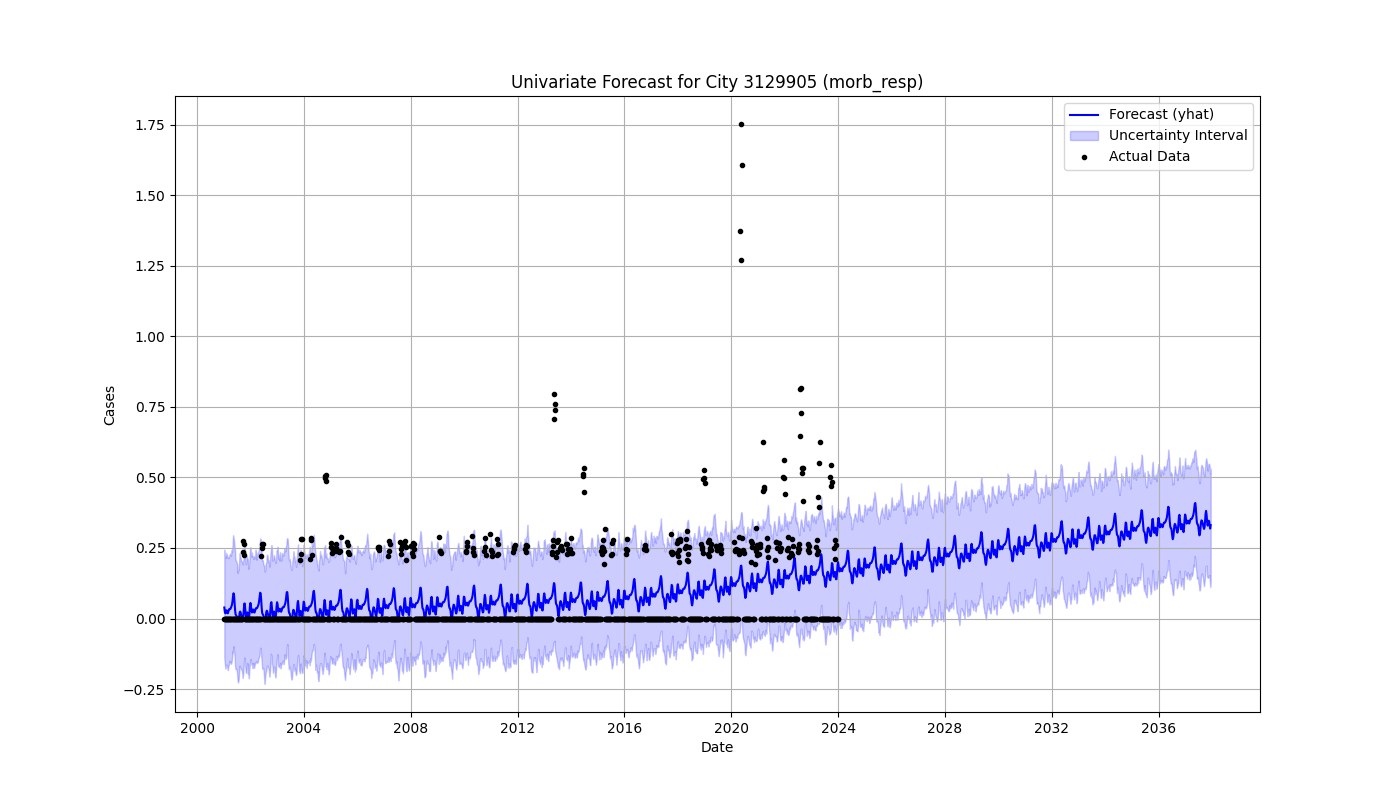 Univariate Forecast for City 3129905 (morb_resp)
Forecast (yhat)
Uncertainty Interval
Actual Data
Cases
1.75
1.50
1.25
1.00
0.75
0.50
0.25
0.00
−0.25
2000 2004 2008 2012 2016 2020 2024 2028 2032 2036
Date